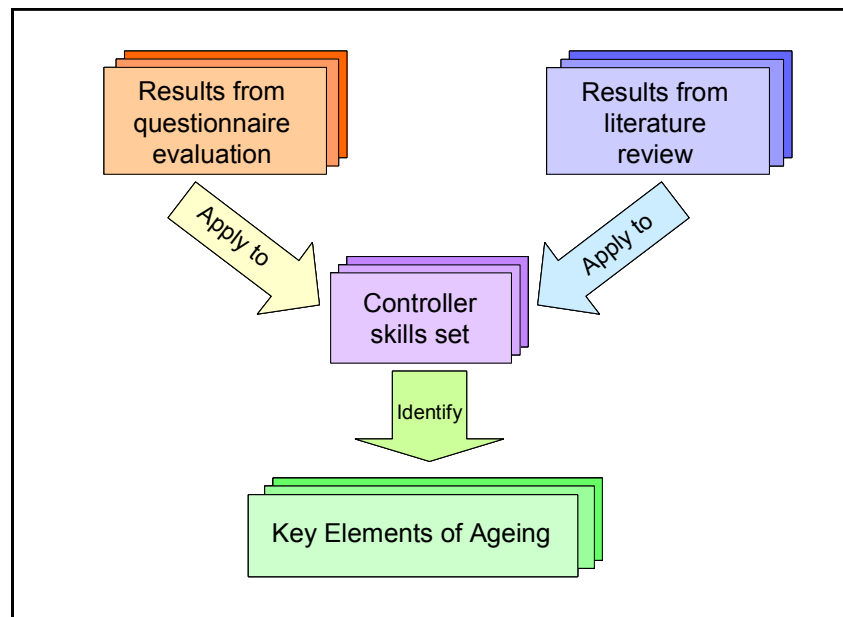 Results from
questionnaire
evaluation
Results from
literature
review
Apply to
Apply to
Controller
skills set
Identify
Key Elements of Ageing